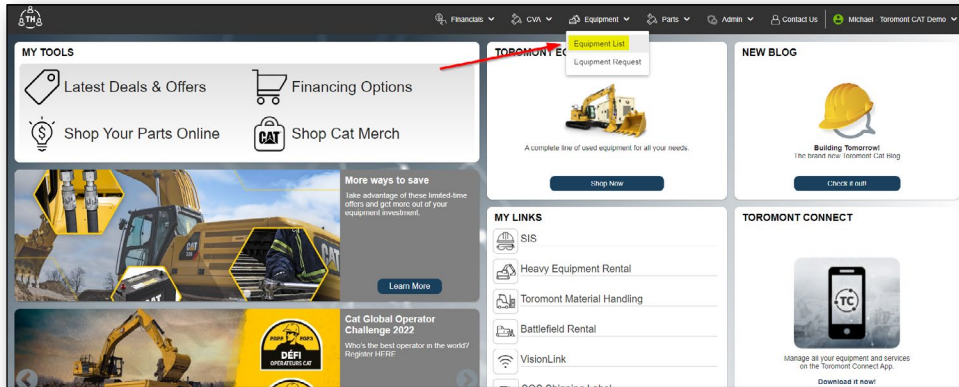 TH
Financials
CVA
Equipment
Parts
Admin
Contact Us
Michael - Toromont CAT Demo
Equipment List
Equipment Request
MY TOOLS
Latest Deals & Offers
Financing Options
Shop Your Parts Online
CAT
Shop Cat Merch
More ways to save
Take advantage of these limited-time
offers and get more out of your
equipment investment.
Learn More
Cat Global Operator
Challenge 2022
Who's the best operator in the world?
Register HERE
2022 2023
DÉFI
OPÉRATEURS CAT
A complete line of used equipment for all your needs.
Shop Now
MY LINKS
SIS
Heavy Equipment Rental
Toromont Material Handling
Battlefield Rental
VisionLink
NEW BLOG
Building Tomorrow!
The brand new Toromont Cat Blog
Check it out!
TOROMONT CONNECT
TC
Manage all your equipment and services
on the Toromont Connect App.
Download it now!